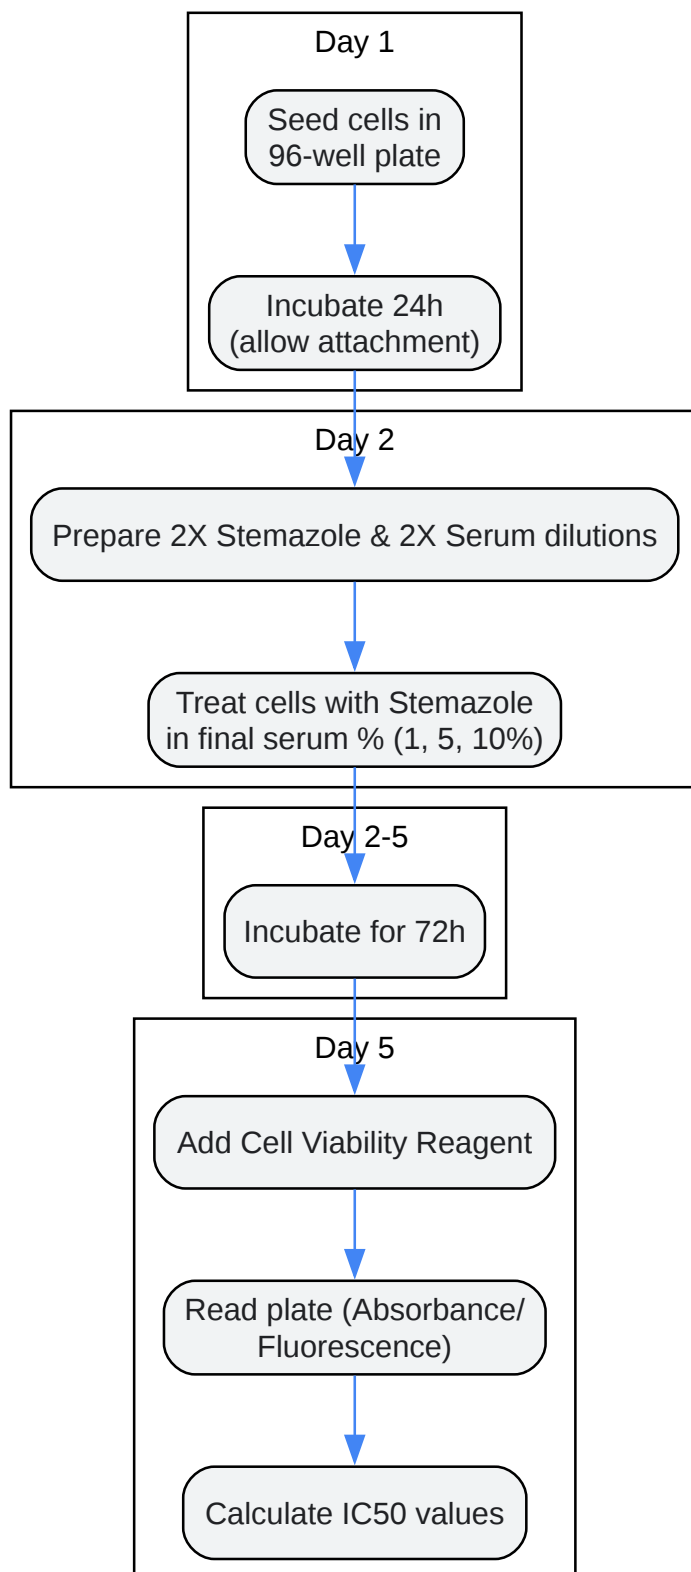 Day 1
Seed cells in
96-well plate
Incubate 24h
(allow attachment)
Day 2
Prepare 2X Stemazole & 2X Serum dilutions
Treat cells with Stemazole
in final serum % (1, 5, 10%)
Day 2-5
Incubate for 72h
Day 5
Add Cell Viability Reagent
Read plate (Absorbance/
Fluorescence)
Calculate IC50 values